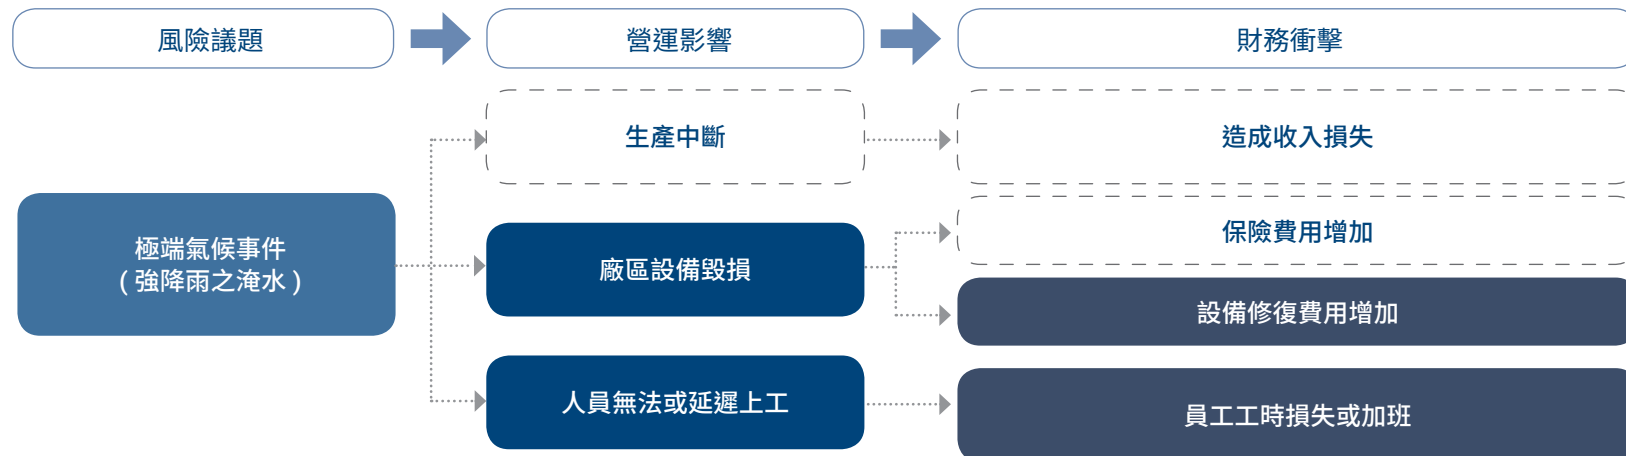 風險議題
營運影響
財務衝擊
生產中斷
造成收入損失
極端氣候事件
( 強降雨之淹水 )
廠區設備毀損
保險費用增加
設備修復費用增加
人員無法或延遲上工
員工工時損失或加班